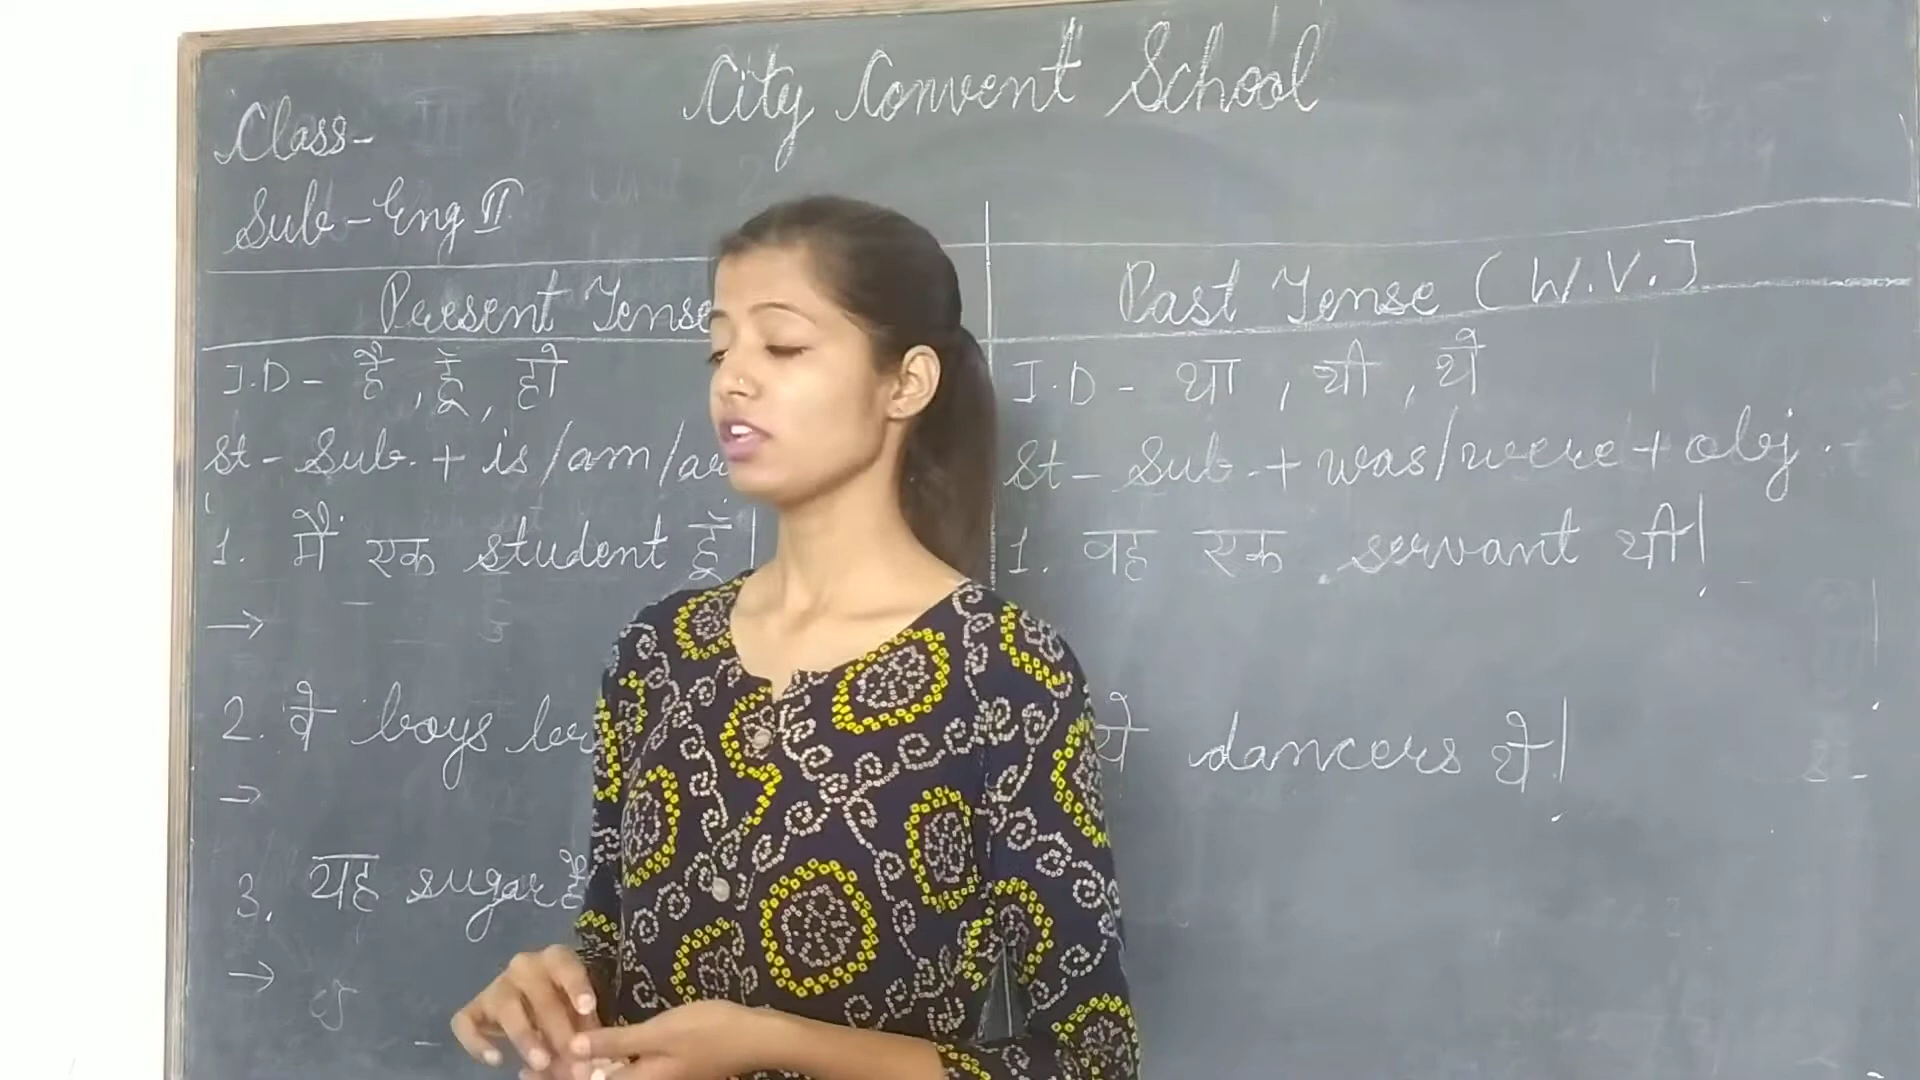 City Convent School
Class-
Sub-Eng II
Present Tense
I.D - है, हूँ, हो
St - Sub. + is/am/ar
1. मैं एक student हूँ|
→
2. वे boys
→
3. यह sugar है
→
Past Tense (W.V.]
I.D - था, थी, थे
St - Sub. + was/were + obj.
1. वह एक servant थी|
ये dancers थे|